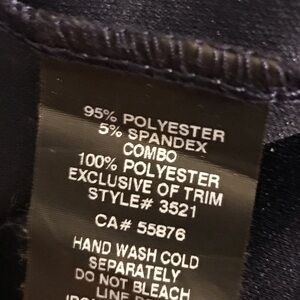 95% POLYESTER
5% SPANDEX
COMBO
100% POLYESTER
EXCLUSIVE OF TRIM
STYLE# 3521
CA# 55876
HAND WASH COLD
SEPARATELY
DO NOT BLEACH
LINE